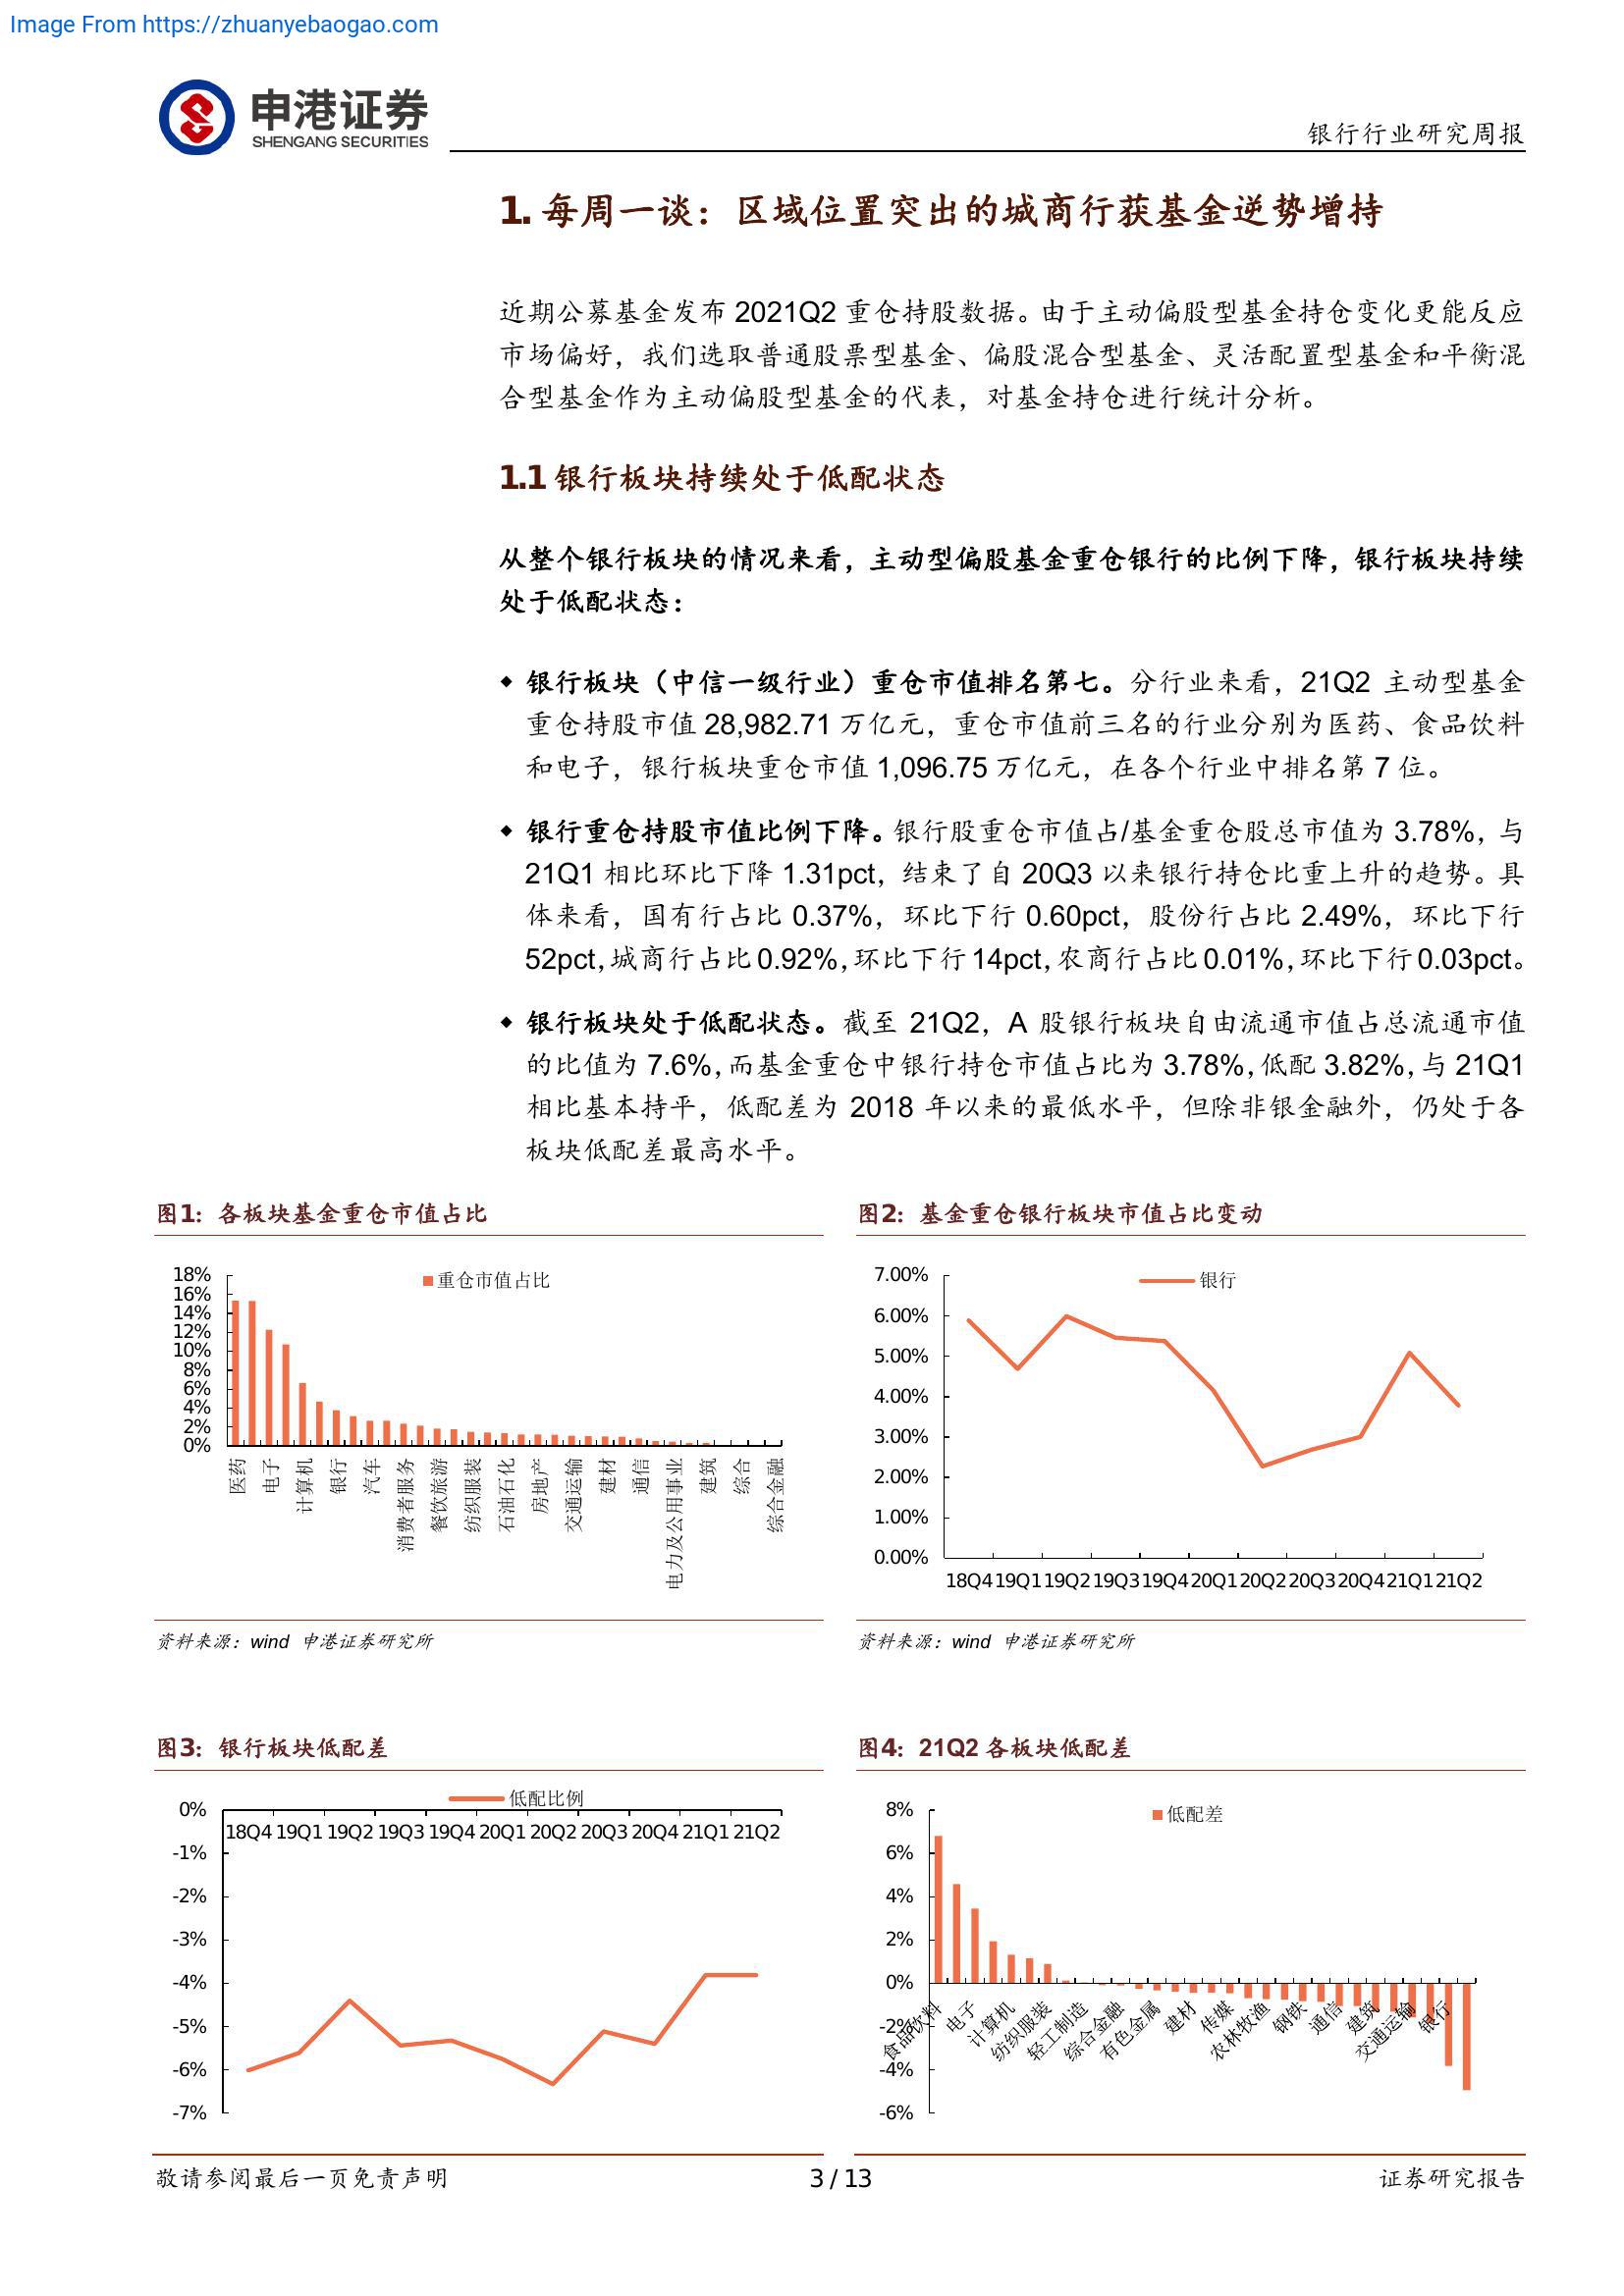 Image From https://zhuanyebaogao.com
申港证券
SHENGANG SECURITIES
银行行业研究周报
1. 每周一谈：区域位置突出的城商行获基金逆势增持
近期公募基金发布 2021Q2 重仓持股数据。由于主动偏股型基金持仓变化更能反应
市场偏好，我们选取普通股票型基金、偏股混合型基金、灵活配置型基金和平衡混
合型基金作为主动偏股型基金的代表，对基金持仓进行统计分析。
1.1 银行板块持续处于低配状态
从整个银行板块的情况来看，主动型偏股基金重仓银行的比例下降，银行板块持续
处于低配状态：
◆ 银行板块（中信一级行业）重仓市值排名第七。分行业来看，21Q2 主动型基金
重仓持股市值 28,982.71 万亿元，重仓市值前三名的行业分别为医药、食品饮料
和电子，银行板块重仓市值 1,096.75 万亿元，在各个行业中排名第 7 位。
◆ 银行重仓持股市值比例下降。银行股重仓市值占/基金重仓股总市值为 3.78%，与
21Q1 相比环比下降 1.31pct，结束了自 20Q3 以来银行持仓比重上升的趋势。具
体来看，国有行占比 0.37%，环比下行 0.60pct，股份行占比 2.49%，环比下行
52pct，城商行占比 0.92%，环比下行 14pct，农商行占比 0.01%，环比下行 0.03pct。
◆ 银行板块处于低配状态。截至 21Q2，A 股银行板块自由流通市值占总流通市值
的比值为 7.6%，而基金重仓中银行持仓市值占比为 3.78%，低配 3.82%，与 21Q1
相比基本持平，低配差为 2018 年以来的最低水平，但除非银金融外，仍处于各
板块低配差最高水平。
图1：各板块基金重仓市值占比
重仓市值占比
18%
16%
14%
12%
10%
8%
6%
4%
2%
0%
医药
电子
计算机
银行
汽车
消费者服务
餐饮旅游
纺织服装
石油石化
房地产
交通运输
建材
通信
电力及公用事业
建筑
综合
综合金融
资料来源：wind 申港证券研究所
图2：基金重仓银行板块市值占比变动
银行
7.00%
6.00%
5.00%
4.00%
3.00%
2.00%
1.00%
0.00%
18Q4 19Q1 19Q2 19Q3 19Q4 20Q1 20Q2 20Q3 20Q4 21Q1 21Q2
资料来源：wind 申港证券研究所
图3：银行板块低配差
低配比例
0%
18Q4 19Q1 19Q2 19Q3 19Q4 20Q1 20Q2 20Q3 20Q4 21Q1 21Q2
-1%
-2%
-3%
-4%
-5%
-6%
-7%
图4：21Q2 各板块低配差
低配差
8%
6%
4%
2%
0%
-2%
-4%
-6%
食品饮料
电子
计算机
纺织服装
轻工制造
综合金融
有色金属
建材
传媒
农林牧渔
钢铁
通信
建筑
交通运输
银行
敬请参阅最后一页免责声明
3 / 13
证券研究报告